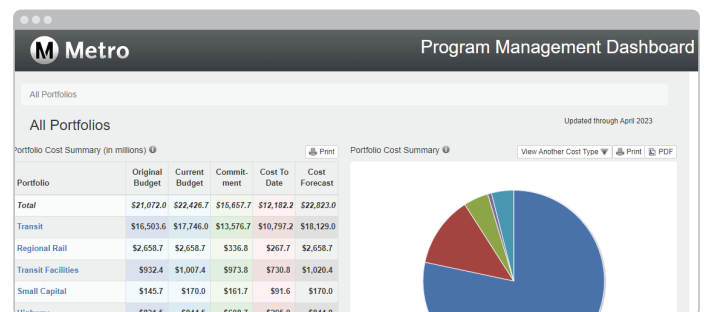 M Metro
Program Management Dashboard
All Portfolios
All Portfolios
Updated through April 2023
Portfolio Cost Summary (in millions)
Print
Portfolio Original Budget Current Budget Commit-ment Cost To Date Cost Forecast
Total $21,072.0 $22,426.7 $15,657.7 $12,182.2 $22,823.0
Transit $16,503.6 $17,746.0 $13,576.7 $10,797.2 $18,129.0
Regional Rail $2,658.7 $2,658.7 $336.8 $267.7 $2,658.7
Transit Facilities $932.4 $1,007.4 $973.8 $730.8 $1,020.4
Small Capital $145.7 $170.0 $161.7 $91.6 $170.0
Portfolio Cost Summary
View Another Cost Type Print PDF